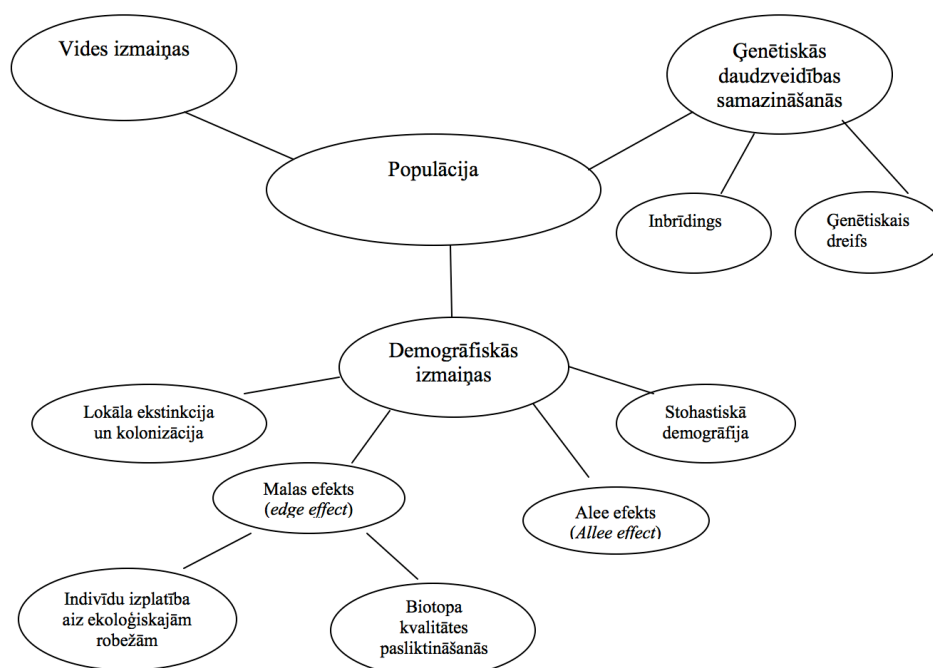 Vides izmaiņas
Ģenētiskās
daudzveidības
samazināšanās
Populācija
Inbrīdings
Ģenētiskais
dreifs
Demogrāfiskās
izmaiņas
Lokāla ekstinkcija
un kolonizācija
Stohastiskā
demogrāfija
Malas efekts
(edge effect)
Alee efekts
(Allee effect)
Indivīdu izplatība
aiz ekoloģiskajām
robežām
Biotopa
kvalitātes
pasliktināšanās